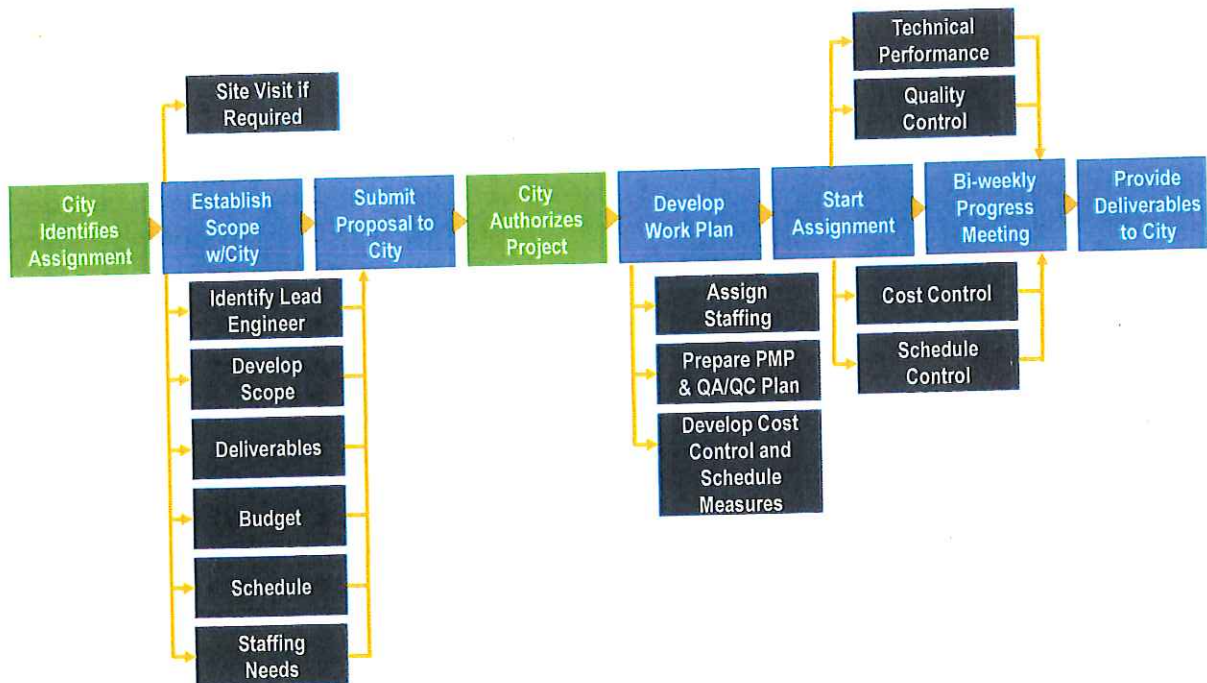 Technical
Performance
Site Visit if
Required
Quality
Control
City
Identifies
Assignment
Establish
Scope
w/City
Submit
Proposal to
City
City
Authorizes
Project
Develop
Work Plan
Start
Assignment
Bi-weekly
Progress
Meeting
Provide
Deliverables
to City
Identify Lead
Engineer
Develop
Scope
Deliverables
Budget
Schedule
Staffing
Needs
Assign
Staffing
Prepare PMP
& QA/QC Plan
Develop Cost
Control and
Schedule
Measures
Cost Control
Schedule
Control